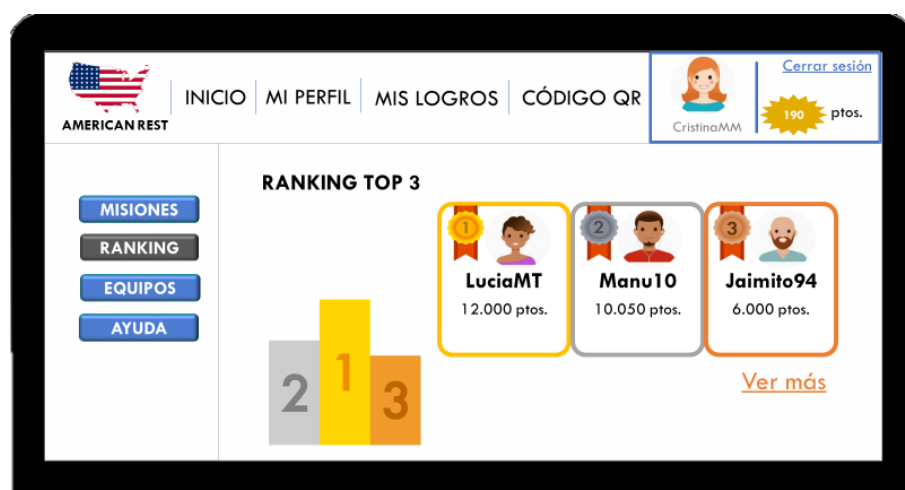 AMERICAN REST
INICIO
MI PERFIL
MIS LOGROS
CÓDIGO QR
CristinaMM
Cerrar sesión
190 ptos.
MISIONES
RANKING
EQUIPOS
AYUDA
RANKING TOP 3
1
LuciaMT
12.000 ptos.
2
Manu10
10.050 ptos.
3
Jaimito94
6.000 ptos.
2
1
3
Ver más